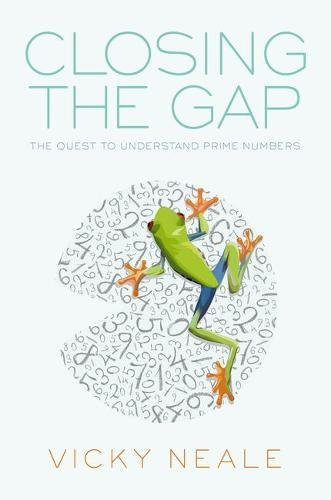 CLOSING
THE GAP
THE QUEST TO UNDERSTAND PRIME NUMBERS
VICKY NEALE